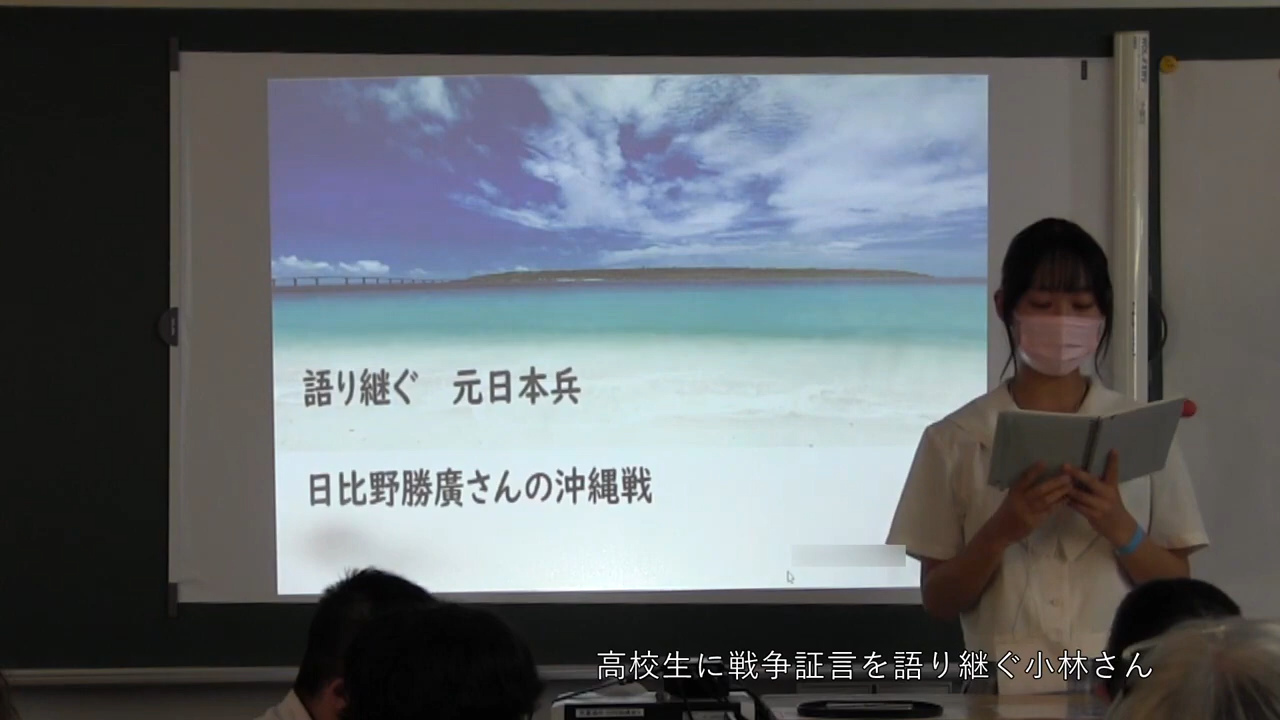 語り継ぐ 元日本兵
日比野勝廣さんの沖縄戦
高校生に戦争証言を語り継ぐ小林さん